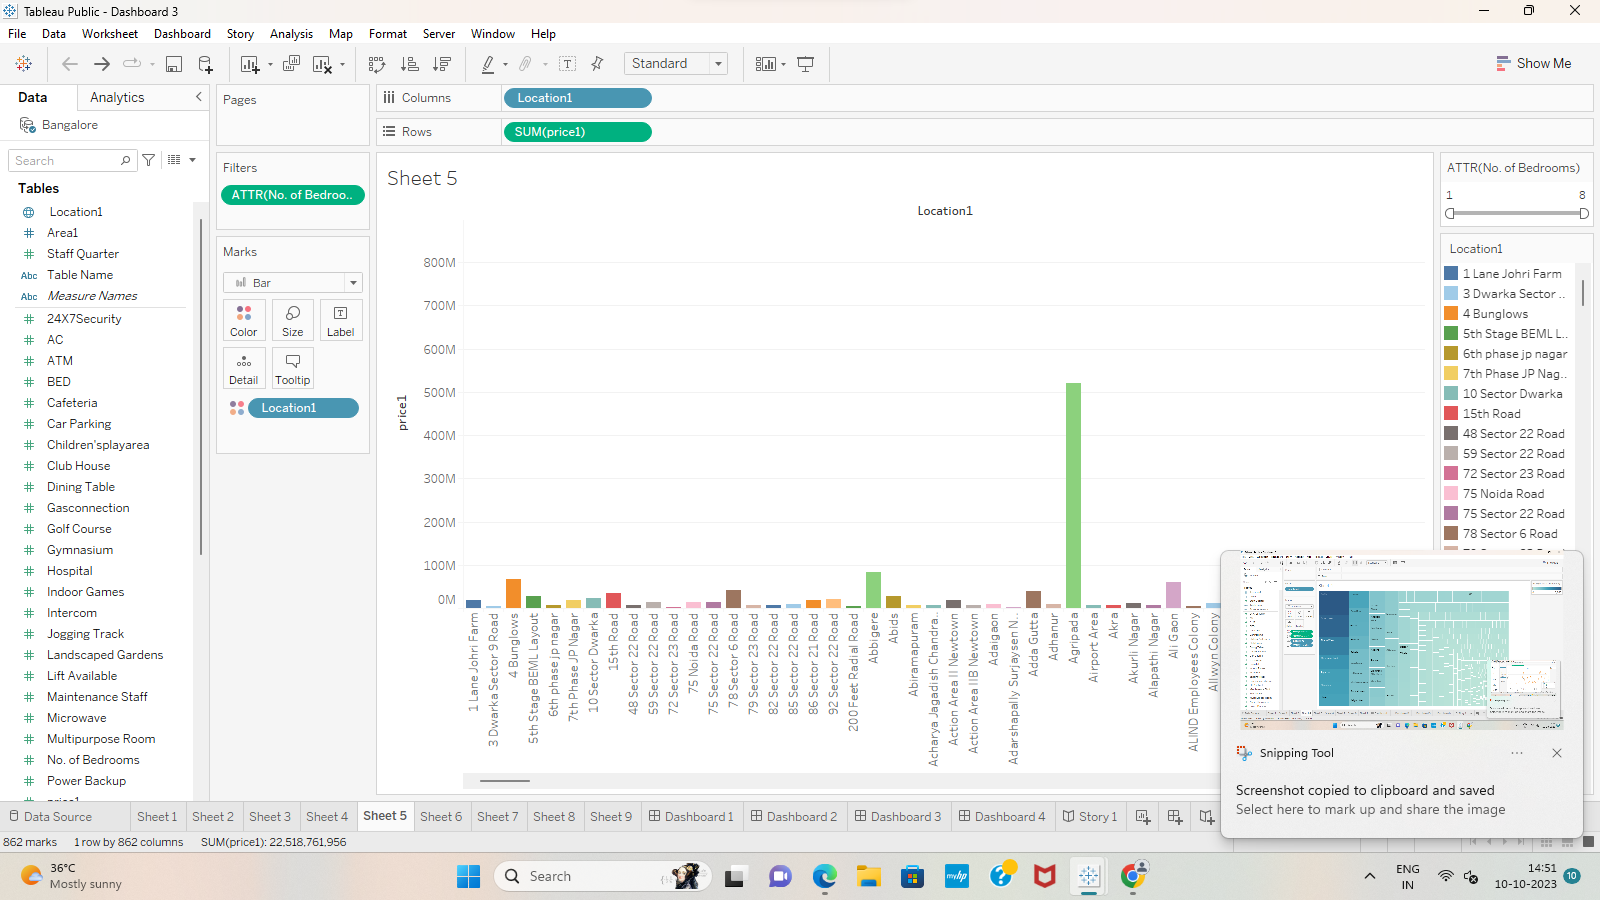 Tableau Public - Dashboard 3
File Data Worksheet Dashboard Story Analysis Map Format Server Window Help
Standard
Show Me
Data Analytics
Bangalore
Search
Tables
Location1
Area1
Staff Quarter
Abc Table Name
Abc Measure Names
24X7Security
AC
ATM
BED
Cafeteria
Car Parking
Children'splayarea
Club House
Dining Table
Gasconnection
Golf Course
Gymnasium
Hospital
Indoor Games
Intercom
Jogging Track
Landscaped Gardens
Lift Available
Maintenance Staff
Microwave
Multipurpose Room
No. of Bedrooms
Power Backup
Pages
Filters
ATTR(No. of Bedroo..
Marks
Bar
Color Size Label
Detail Tooltip
Location1
Columns Location1
Rows SUM(price1)
Sheet 5
Location1
price1
800M
700M
600M
500M
400M
300M
200M
100M
0M
1 Lane Johri Farm
3 Dwarka Sector 9 Road
4 Bunglows
5th Stage BEML Layout
6th phase jp nagar
7th Phase JP Nagar
10 Sector Dwarka
15th Road
48 Sector 22 Road
59 Sector 22 Road
72 Sector 23 Road
75 Noida Road
75 Sector 22 Road
78 Sector 6 Road
79 Sector 23 Road
82 Sector 22 Road
85 Sector 22 Road
86 Sector 21 Road
92 Sector 22 Road
200 Feet Radial Road
Abbigere
Abids
Abiramapuram
Acharya Jagadish Chandra..
Action Area II Newtown
Action Area IIB Newtown
Adaigaon
Adarshapally Surjaysen N..
Adda Gutta
Adhanur
Agripada
Airport Area
Akra
Akurli Nagar
Alapathi Nagar
Ali Gaon
ALIND Employees Colony
Allwyn Colony
ATTR(No. of Bedrooms)
1 8
Location1
1 Lane Johri Farm
3 Dwarka Sector ..
4 Bunglows
5th Stage BEML L..
6th phase jp nagar
7th Phase JP Nag..
10 Sector Dwarka
15th Road
48 Sector 22 Road
59 Sector 22 Road
72 Sector 23 Road
75 Noida Road
75 Sector 22 Road
78 Sector 6 Road
Snipping Tool
Screenshot copied to clipboard and saved
Select here to mark up and share the image
Data Source Sheet 1 Sheet 2 Sheet 3 Sheet 4 Sheet 5 Sheet 6 Sheet 7 Sheet 8 Sheet 9 Dashboard 1 Dashboard 2 Dashboard 3 Dashboard 4 Story 1
862 marks 1 row by 862 columns SUM(price1): 22,518,761,956
36°C
Mostly sunny
Search
myhp
ENG
IN
14:51
10-10-2023
10